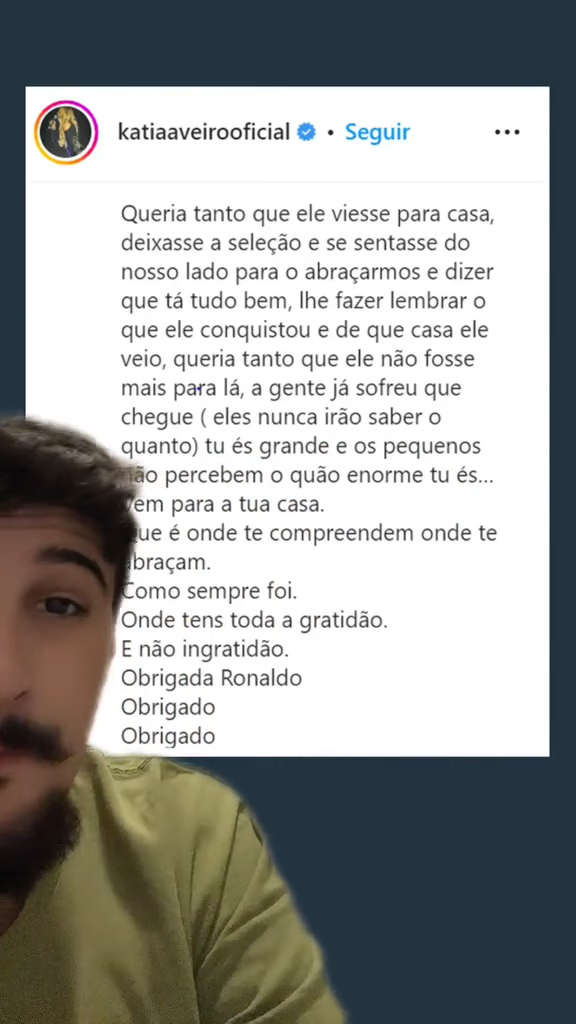 katiaaveirooficial • Seguir
Queria tanto que ele viesse para casa,
deixasse a seleção e se sentasse do
nosso lado para o abraçarmos e dizer
que tá tudo bem, lhe fazer lembrar o
que ele conquistou e de que casa ele
veio, queria tanto que ele não fosse
mais para lá, a gente já sofreu que
chegue ( eles nunca irão saber o
quanto) tu és grande e os pequenos
não percebem o quão enorme tu és...
Vem para a tua casa.
que é onde te compreendem onde te
abraçam.
Como sempre foi.
Onde tens toda a gratidão.
E não ingratidão.
Obrigada Ronaldo
Obrigado
Obrigado